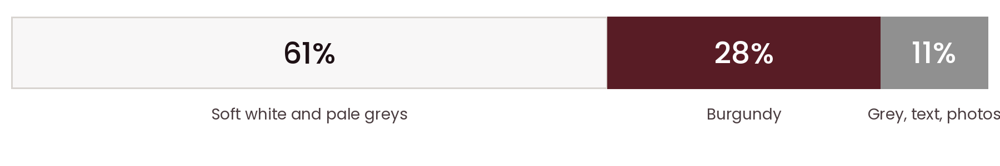 61% 28% 11%
Soft white and pale greys Burgundy Grey, text, photos